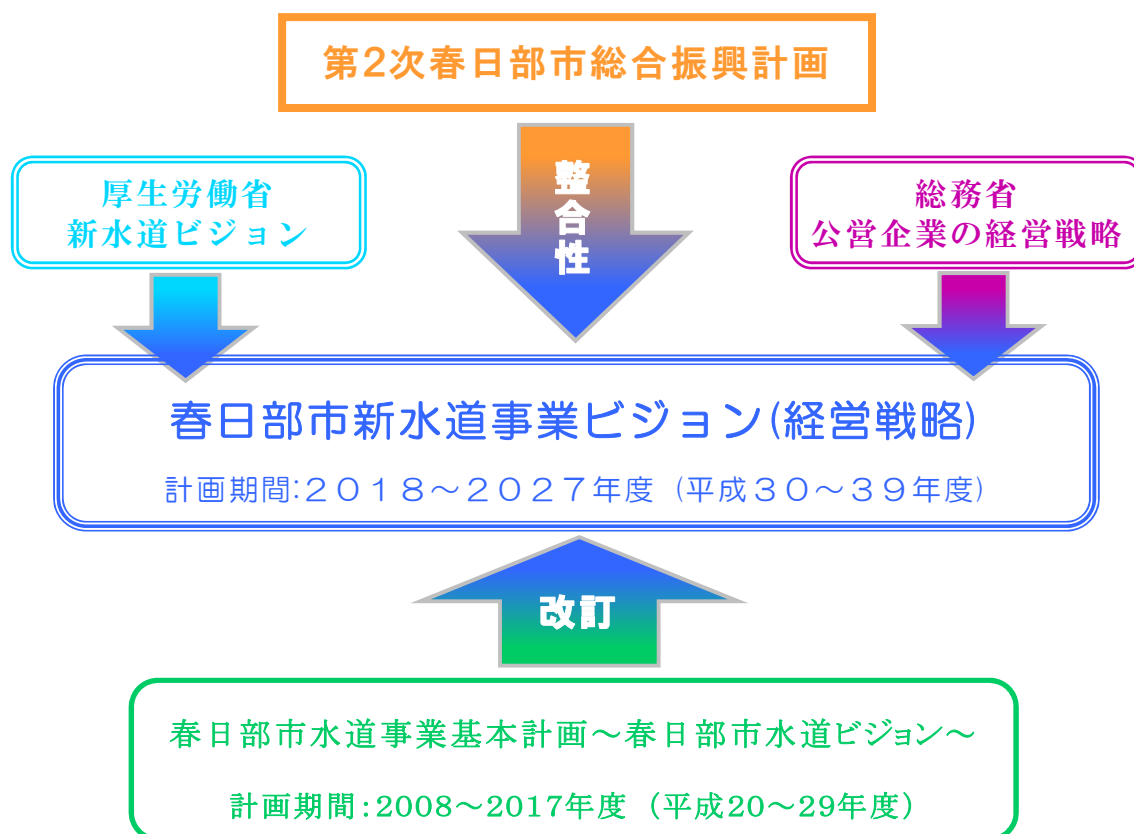 第2次春日部市総合振興計画
整合性
厚生労働省
新水道ビジョン
総務省
公営企業の経営戦略
春日部市新水道事業ビジョン(経営戦略)
計画期間:２０１８～２０２７年度 (平成３０～３９年度)
改訂
春日部市水道事業基本計画～春日部市水道ビジョン～
計画期間:2008～2017年度 (平成20～29年度)